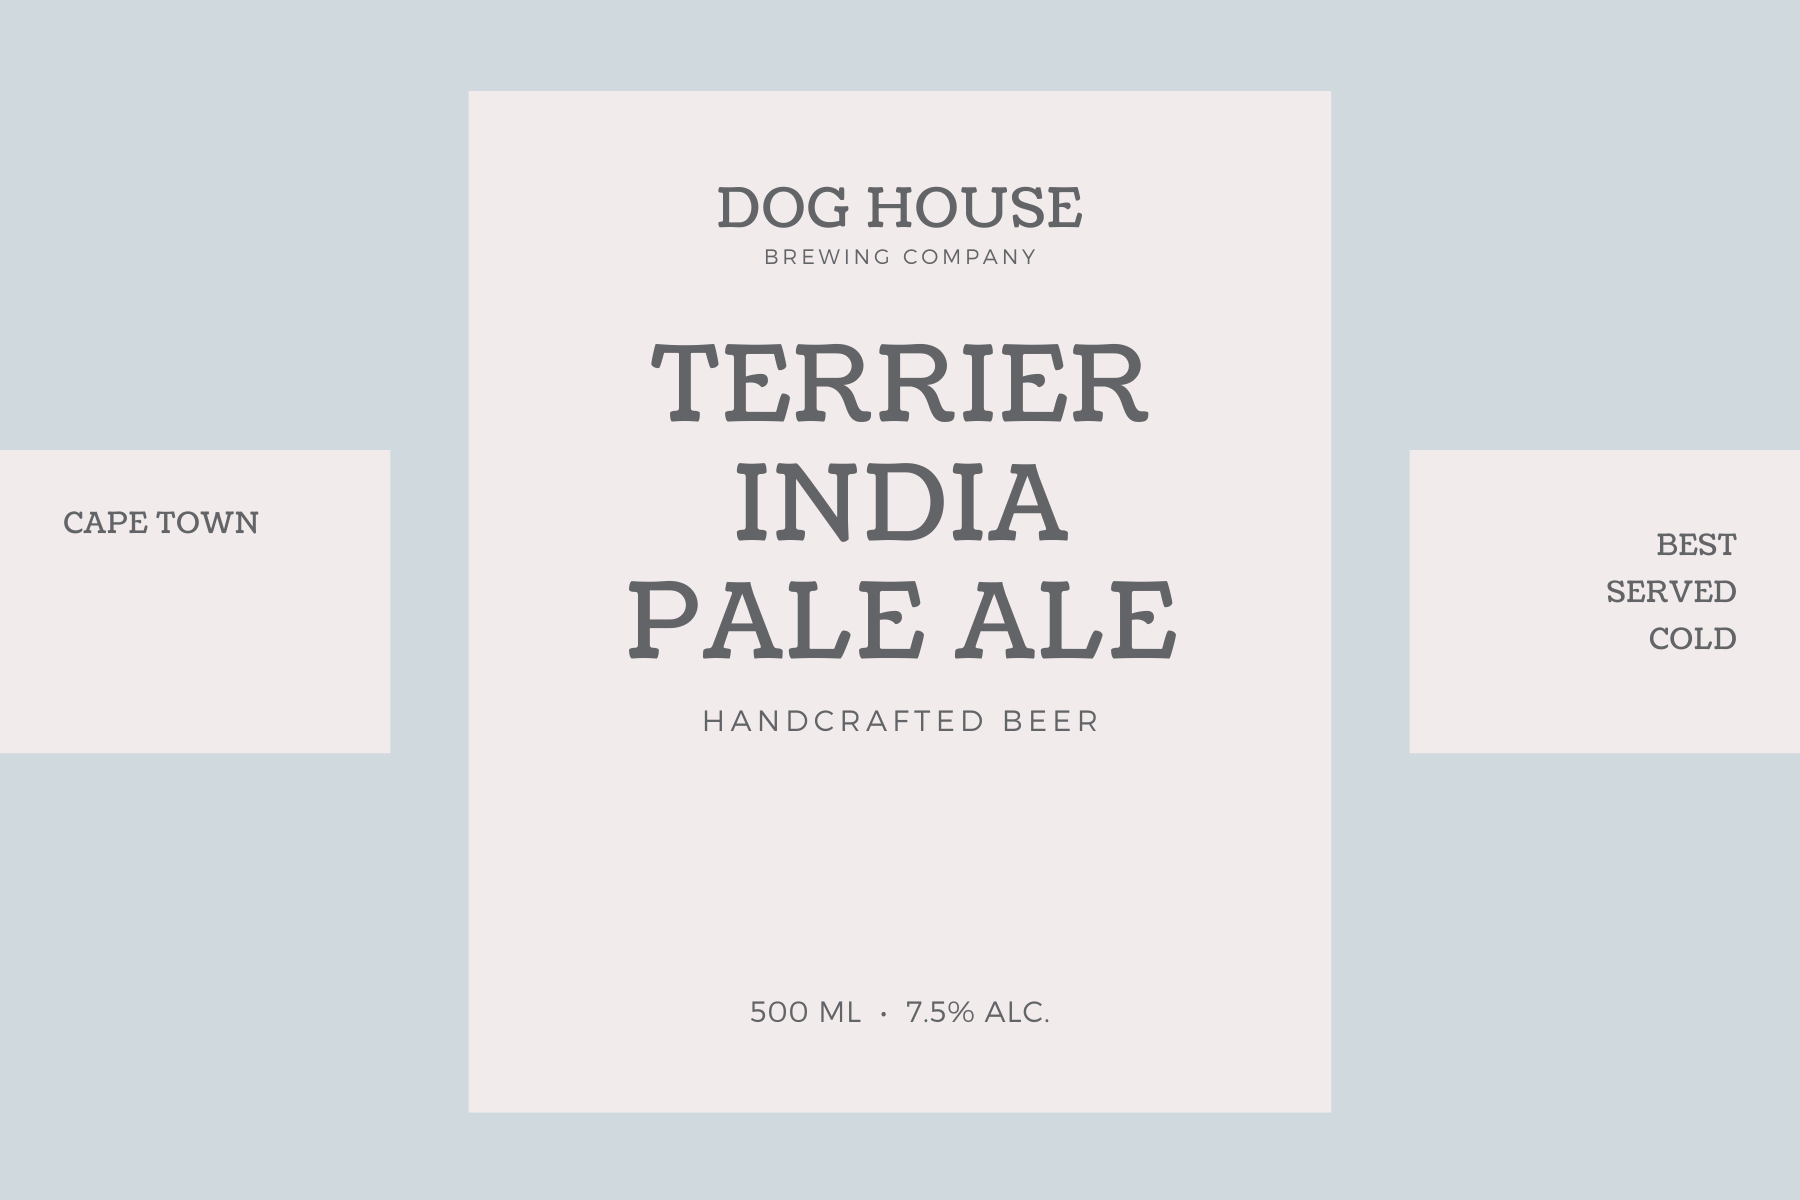 CAPE TOWN
DOG HOUSE
BREWING COMPANY
TERRIER
INDIA
PALE ALE
HANDCRAFTED BEER
500 ML · 7.5% ALC.
BEST
SERVED
COLD